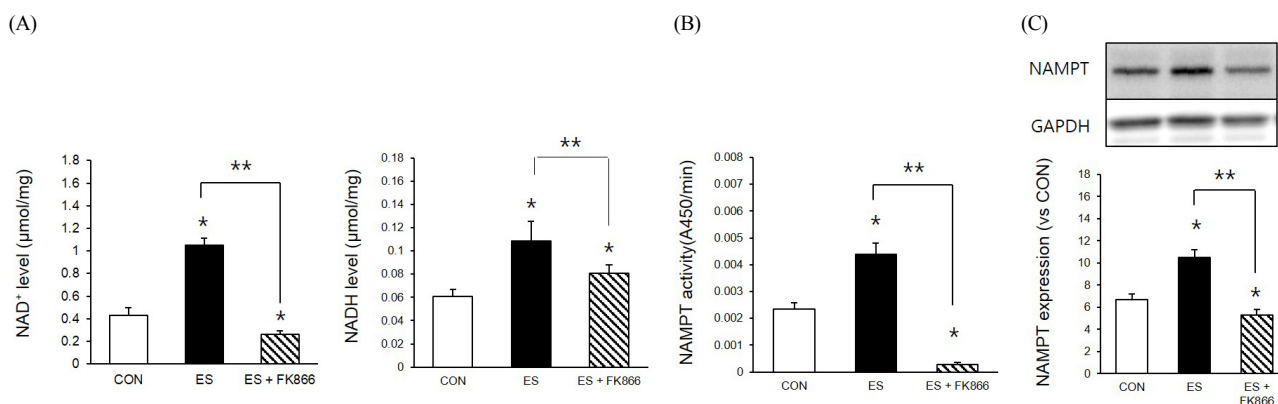 (A)
(B)
(C)
NAMPT
GAPDH
NAD⁺ level (μmol/mg)
1.8
1.6
1.4
1.2
1
0.8
0.6
0.4
0.2
0
**
*
*
CON
ES
ES + FK866
NADH level (μmol/mg)
0.18
0.16
0.14
0.12
0.1
0.08
0.06
0.04
0.02
0
**
*
*
CON
ES
ES + FK866
NAMPT activity(A450/min)
0.008
0.007
0.006
0.005
0.004
0.003
0.002
0.001
0.000
**
*
*
CON
ES
ES + FK866
NAMPT expression (vs CON)
18
16
14
12
10
8
6
4
2
0
**
*
*
CON
ES
ES +
FK866